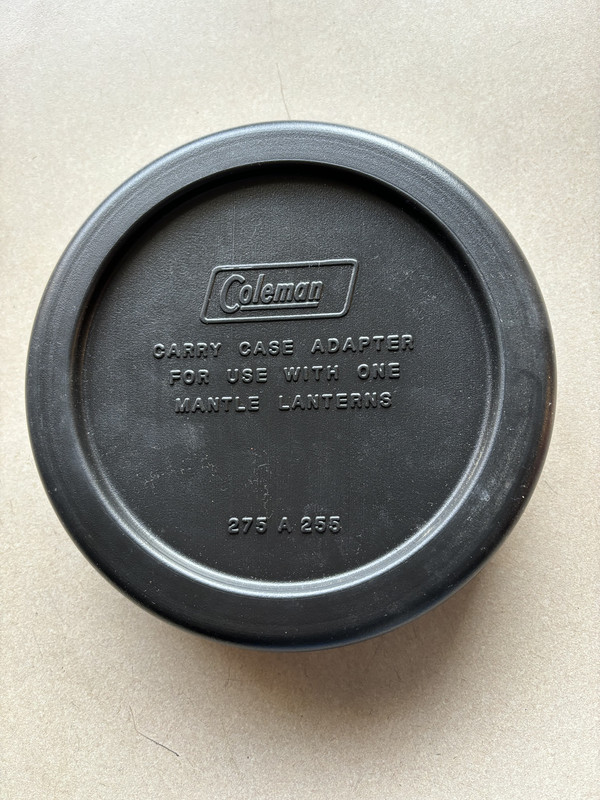 Coleman
CARRY CASE ADAPTER
FOR USE WITH ONE
MANTLE LANTERNS
275 A 255